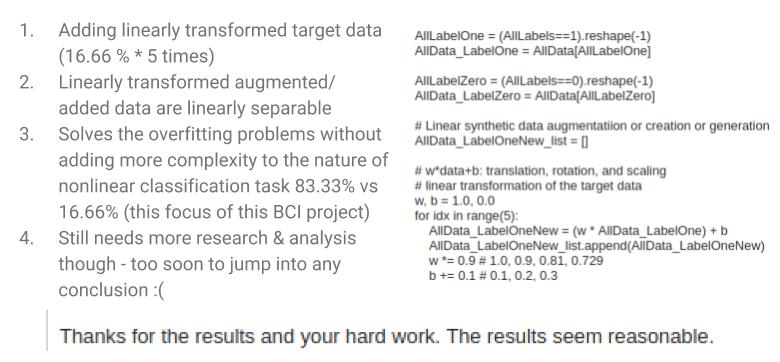 1. Adding linearly transformed target data
(16.66 % * 5 times)
2. Linearly transformed augmented/
added data are linearly separable
3. Solves the overfitting problems without
adding more complexity to the nature of
nonlinear classification task 83.33% vs
16.66% (this focus of this BCI project)
4. Still needs more research & analysis
though - too soon to jump into any
conclusion :(
AllLabelOne = (AllLabels==1).reshape(-1)
AllData_LabelOne = AllData[AllLabelOne]
AllLabelZero = (AllLabels==0).reshape(-1)
AllData_LabelZero = AllData[AllLabelZero]
# Linear synthetic data augmentatiion or creation or generation
AllData_LabelOneNew_list = []
# w*data+b: translation, rotation, and scaling
# linear transformation of the target data
w, b = 1.0, 0.0
for idx in range(5):
AllData_LabelOneNew = (w * AllData_LabelOne) + b
AllData_LabelOneNew_list.append(AllData_LabelOneNew)
w *= 0.9 # 1.0, 0.9, 0.81, 0.729
b += 0.1 # 0.1, 0.2, 0.3
Thanks for the results and your hard work. The results seem reasonable.